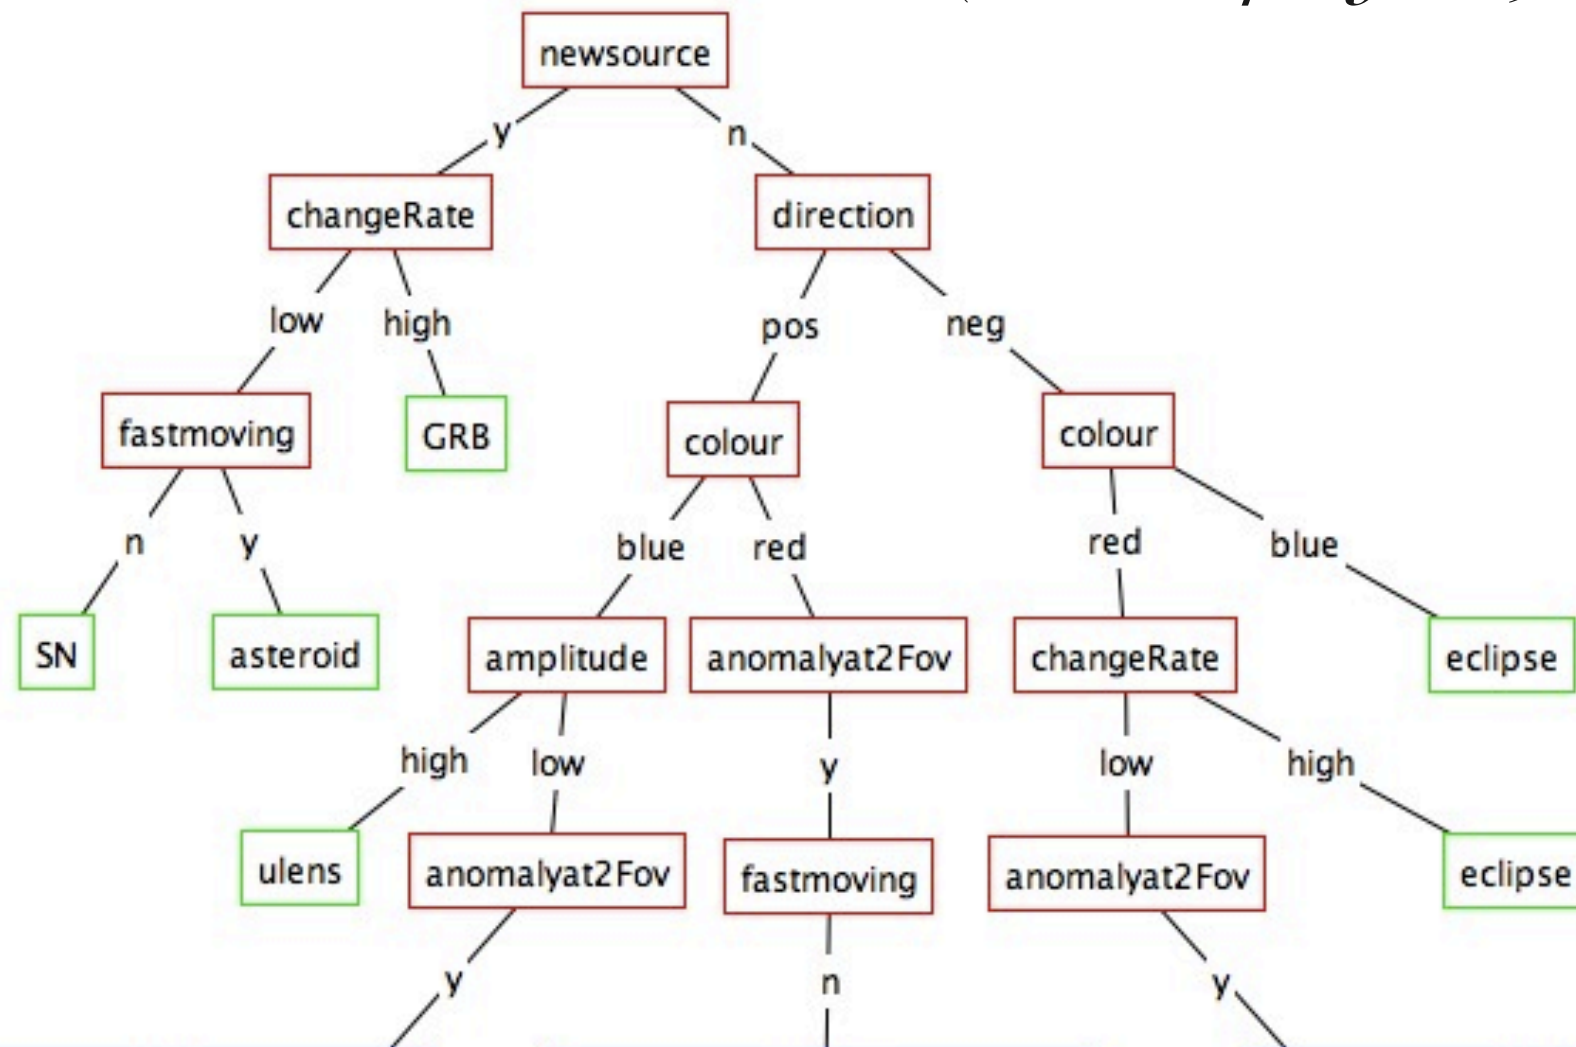 newsource
y n
changeRate direction
low high pos neg
fastmoving GRB colour colour
n y blue red red blue
SN asteroid amplitude anomalyat2Fov changeRate eclipse
high low y low high
ulens anomalyat2Fov fastmoving anomalyat2Fov eclipse
y n y